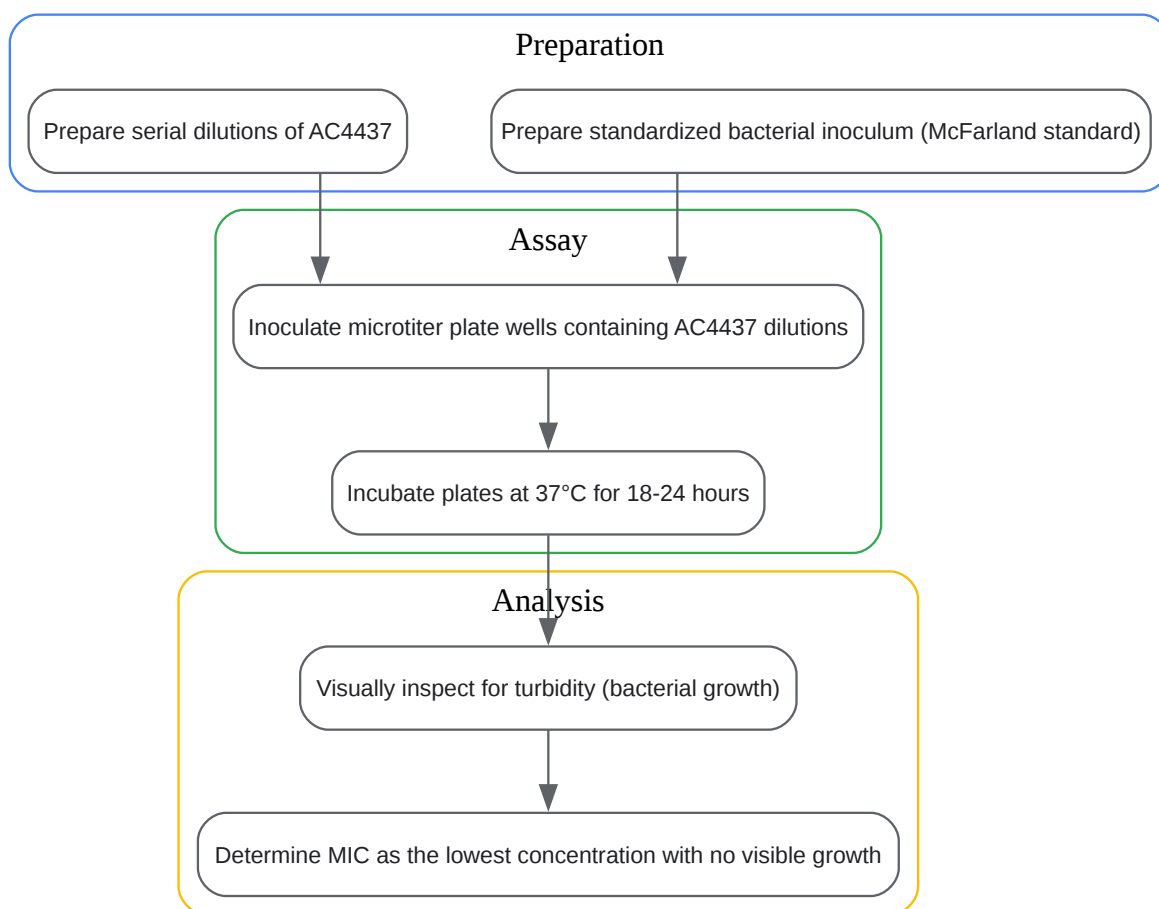 Preparation
Prepare serial dilutions of AC4437
Prepare standardized bacterial inoculum (McFarland standard)
Assay
Inoculate microtiter plate wells containing AC4437 dilutions
Incubate plates at 37°C for 18-24 hours
Analysis
Visually inspect for turbidity (bacterial growth)
Determine MIC as the lowest concentration with no visible growth